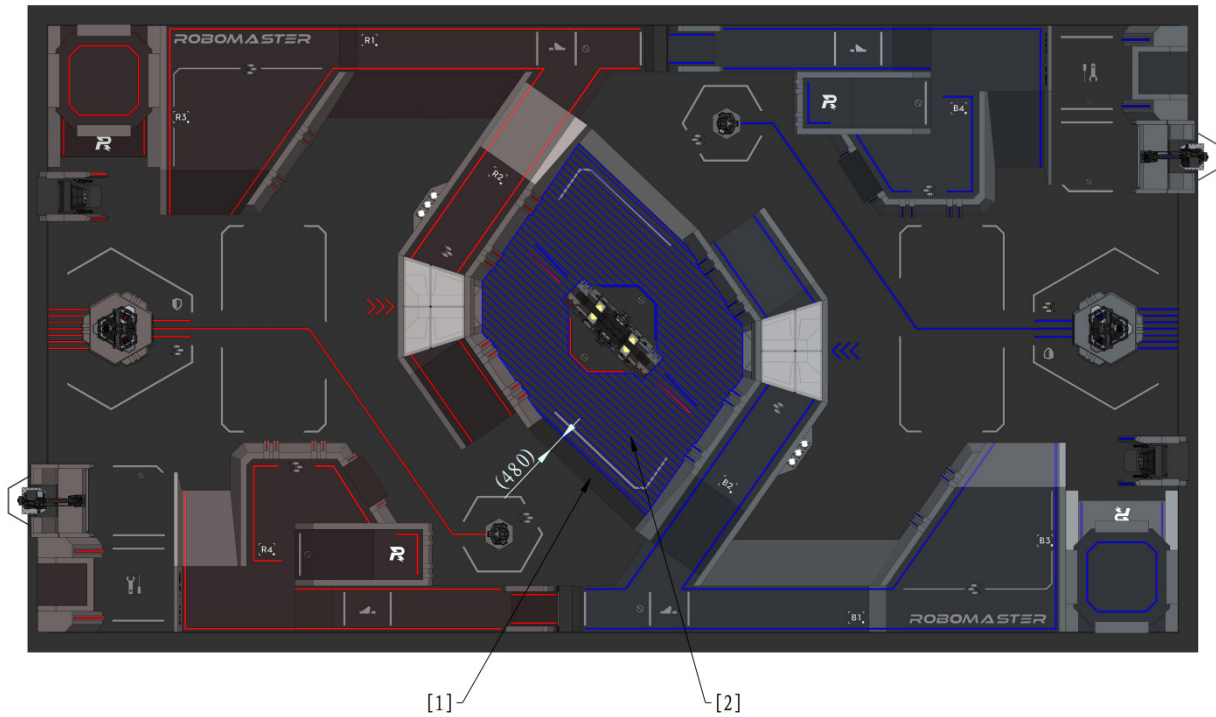 ROBOMASTER
R1
R3
R
R2
R
B4
(480)
R4
R
B2
R
B3
B1
ROBOMASTER
[1]
[2]